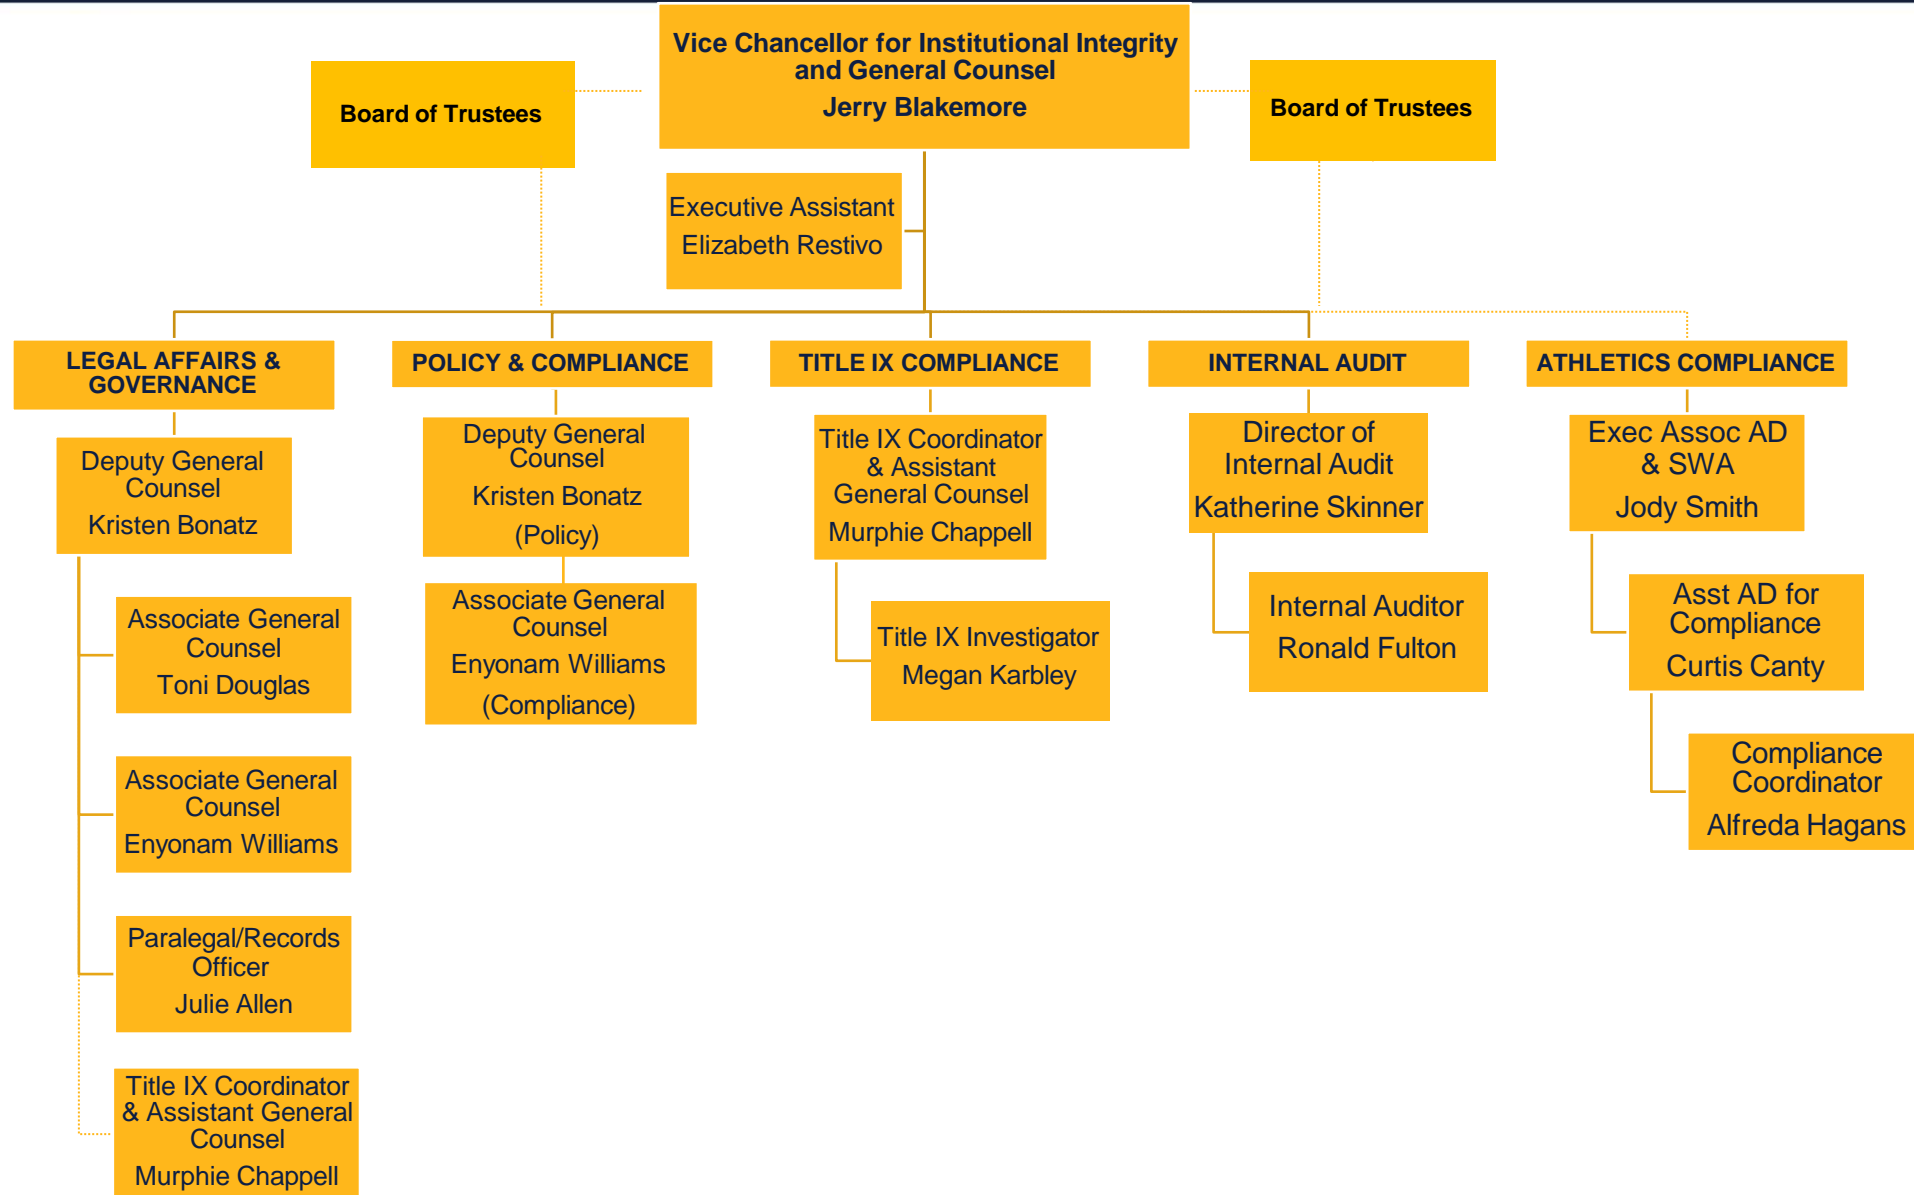 Vice Chancellor for Institutional Integrity
and General Counsel
Jerry Blakemore
Board of Trustees
Board of Trustees
Executive Assistant
Elizabeth Restivo
LEGAL AFFAIRS &
GOVERNANCE
Deputy General
Counsel
Kristen Bonatz
Associate General
Counsel
Toni Douglas
Associate General
Counsel
Enyonam Williams
Paralegal/Records
Officer
Julie Allen
Title IX Coordinator
& Assistant General
Counsel
Murphie Chappell
POLICY & COMPLIANCE
Deputy General
Counsel
Kristen Bonatz
(Policy)
Associate General
Counsel
Enyonam Williams
(Compliance)
TITLE IX COMPLIANCE
Title IX Coordinator
& Assistant
General Counsel
Murphie Chappell
Title IX Investigator
Megan Karbley
INTERNAL AUDIT
Director of
Internal Audit
Katherine Skinner
Internal Auditor
Ronald Fulton
ATHLETICS COMPLIANCE
Exec Assoc AD
& SWA
Jody Smith
Asst AD for
Compliance
Curtis Canty
Compliance
Coordinator
Alfreda Hagans